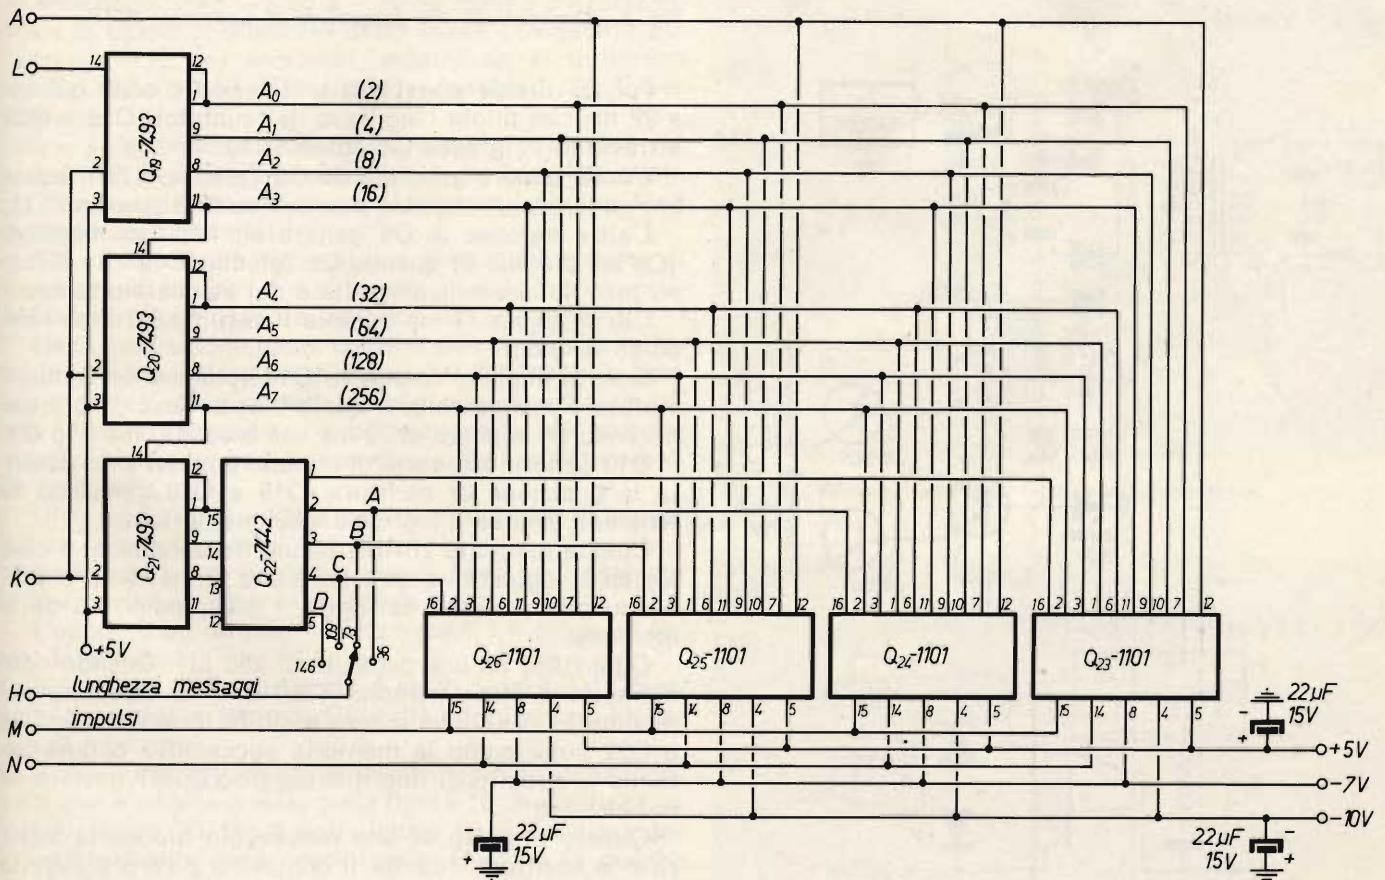 A
L
14
12
1
A0 (2)
9
A1 (4)
2
8
A2 (8)
3
11
A3 (16)
Q19-7493
14
12
1
A4 (32)
9
A5 (64)
2
8
A6 (128)
3
11
A7 (256)
Q20-7493
14
12
15
9
14
K
2
8
13
3
11
12
Q21-7493
Q22-7442
1
2
A
3
B
4
C
D
5
+5V
146
109
73
36
H lunghezza messaggi
M impulsi
N
16 2 3 1 6 11 9 10 7 12
Q26-1101
15 14 8 4 5
16 2 3 1 6 11 9 10 7 12
Q25-1101
15 14 8 4 5
16 2 3 1 6 11 9 10 7 12
Q24-1101
15 14 8 4 5
16 2 3 1 6 11 9 10 7 12
Q23-1101
15 14 8 4 5
22µF
15V
-
+
+5V
-7V
-10V
-
+
22µF
15V
22µF
15V
-
+